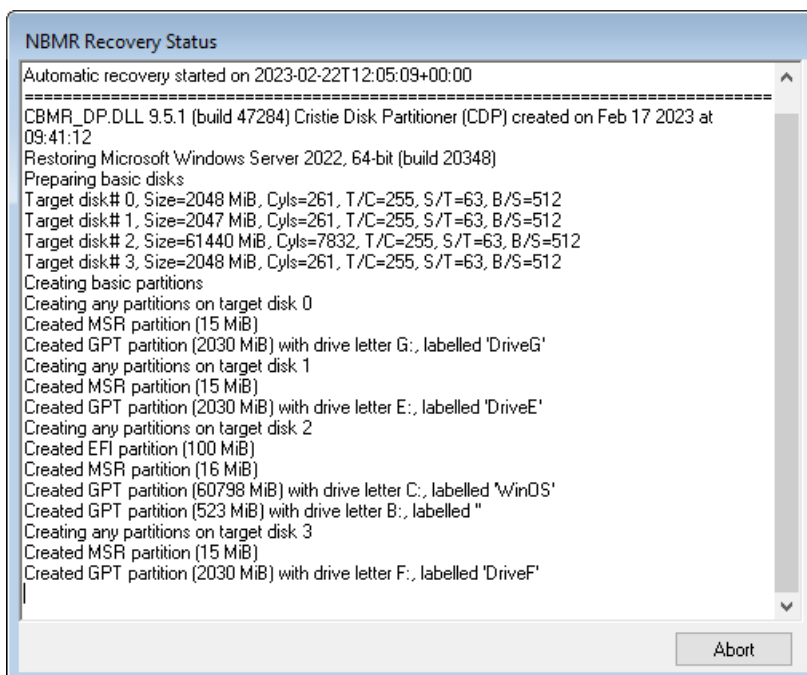 NBMR Recovery Status
Automatic recovery started on 2023-02-22T12:05:09+00:00
===========================================================================
CBMR_DP.DLL 9.5.1 (build 47284) Cristie Disk Partitioner (CDP) created on Feb 17 2023 at
09:41:12
Restoring Microsoft Windows Server 2022, 64-bit (build 20348)
Preparing basic disks
Target disk# 0, Size=2048 MiB, Cyls=261, T/C=255, S/T=63, B/S=512
Target disk# 1, Size=2047 MiB, Cyls=261, T/C=255, S/T=63, B/S=512
Target disk# 2, Size=61440 MiB, Cyls=7832, T/C=255, S/T=63, B/S=512
Target disk# 3, Size=2048 MiB, Cyls=261, T/C=255, S/T=63, B/S=512
Creating basic partitions
Creating any partitions on target disk 0
Created MSR partition (15 MiB)
Created GPT partition (2030 MiB) with drive letter G:, labelled 'DriveG'
Creating any partitions on target disk 1
Created MSR partition (15 MiB)
Created GPT partition (2030 MiB) with drive letter E:, labelled 'DriveE'
Creating any partitions on target disk 2
Created EFI partition (100 MiB)
Created MSR partition (16 MiB)
Created GPT partition (60798 MiB) with drive letter C:, labelled 'WinOS'
Created GPT partition (523 MiB) with drive letter B:, labelled ''
Creating any partitions on target disk 3
Created MSR partition (15 MiB)
Created GPT partition (2030 MiB) with drive letter F:, labelled 'DriveF'
Abort